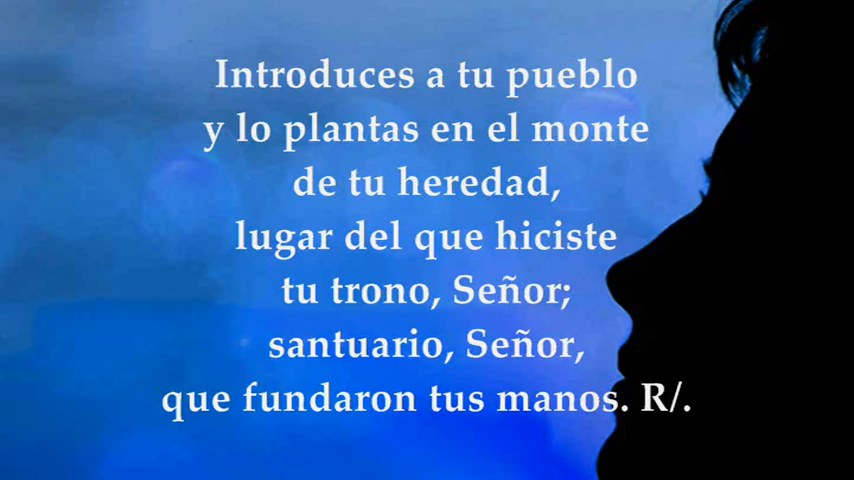 Introduces a tu pueblo
y lo plantas en el monte
de tu heredad,
lugar del que hiciste
tu trono, Señor;
santuario, Señor,
que fundaron tus manos. R/.